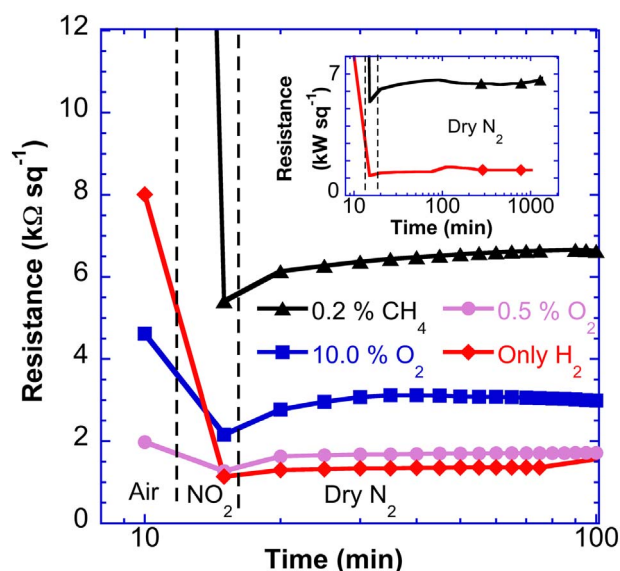 12
10
8
6
4
2
0
Resistance (kΩ sq⁻¹)
10
100
Time (min)
Air
NO₂
Dry N₂
0.2 % CH₄
0.5 % O₂
10.0 % O₂
Only H₂
7
0
Resistance
(kW sq⁻¹)
Dry N₂
10
100
1000
Time (min)